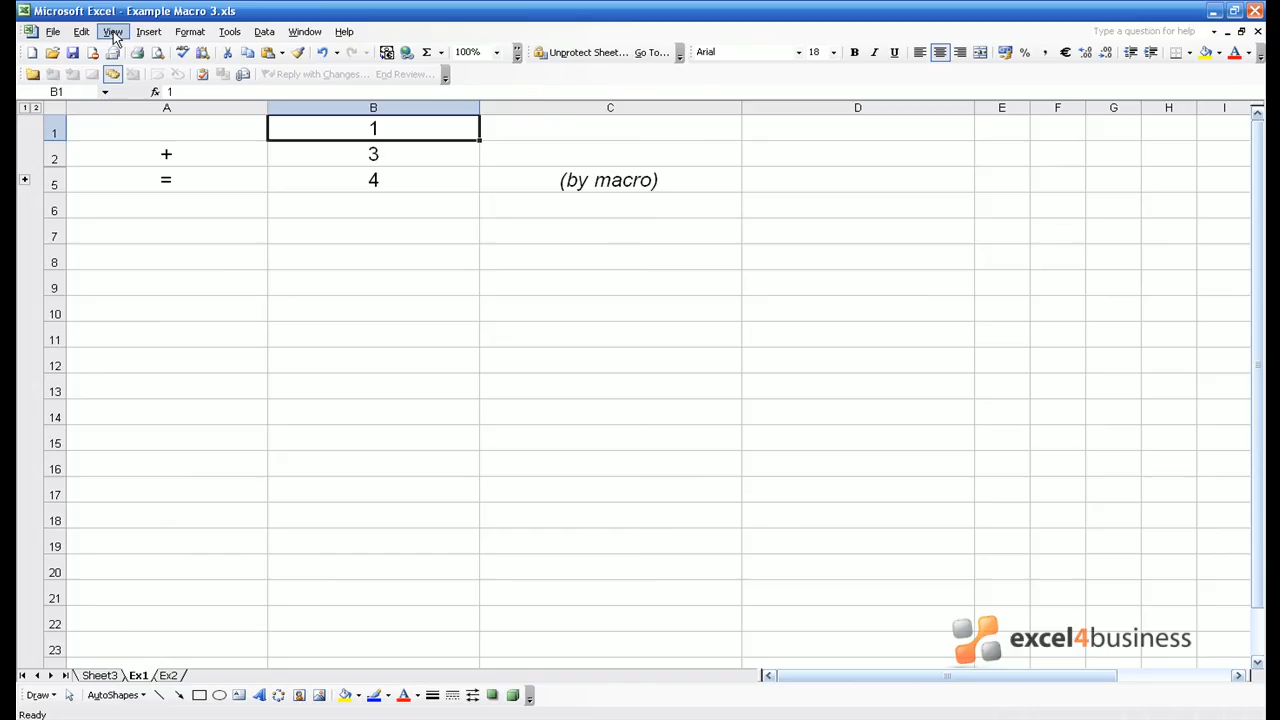 Microsoft Excel - Example Macro 3.xls
File Edit View Insert Format Tools Data Window Help Type a question for help
100% Unprotect Sheet... Go To... Arial 18 B I U
Reply with Changes... End Review...
B1 fx 1
1 2 A B C D E F G H I
1 1
2 + 3
5 = 4 (by macro)
6
7
8
9
10
11
12
13
14
15
16
17
18
19
20
21
22
23
excel4business
Sheet3 Ex1 Ex2
Draw AutoShapes
Ready